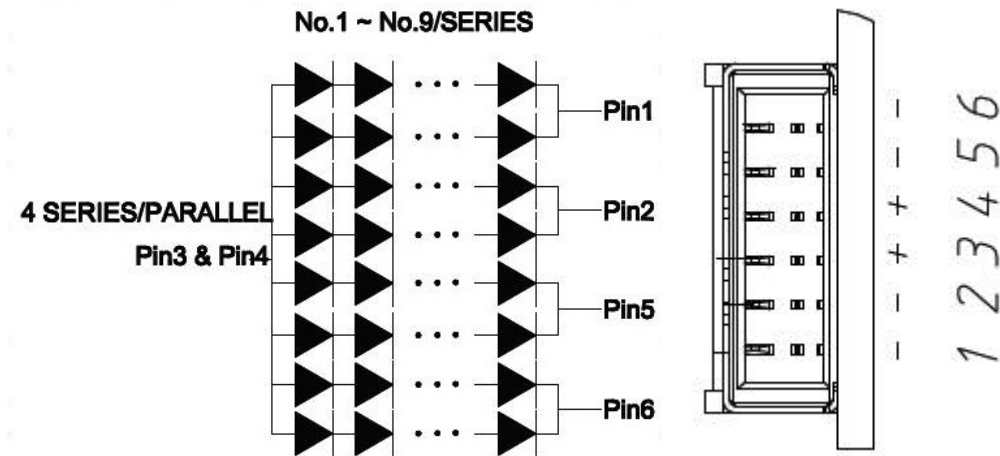 No.1 ~ No.9/SERIES
Pin1
Pin2
4 SERIES/PARALLEL
Pin3 & Pin4
Pin5
Pin6
− − + + − −
1 2 3 4 5 6